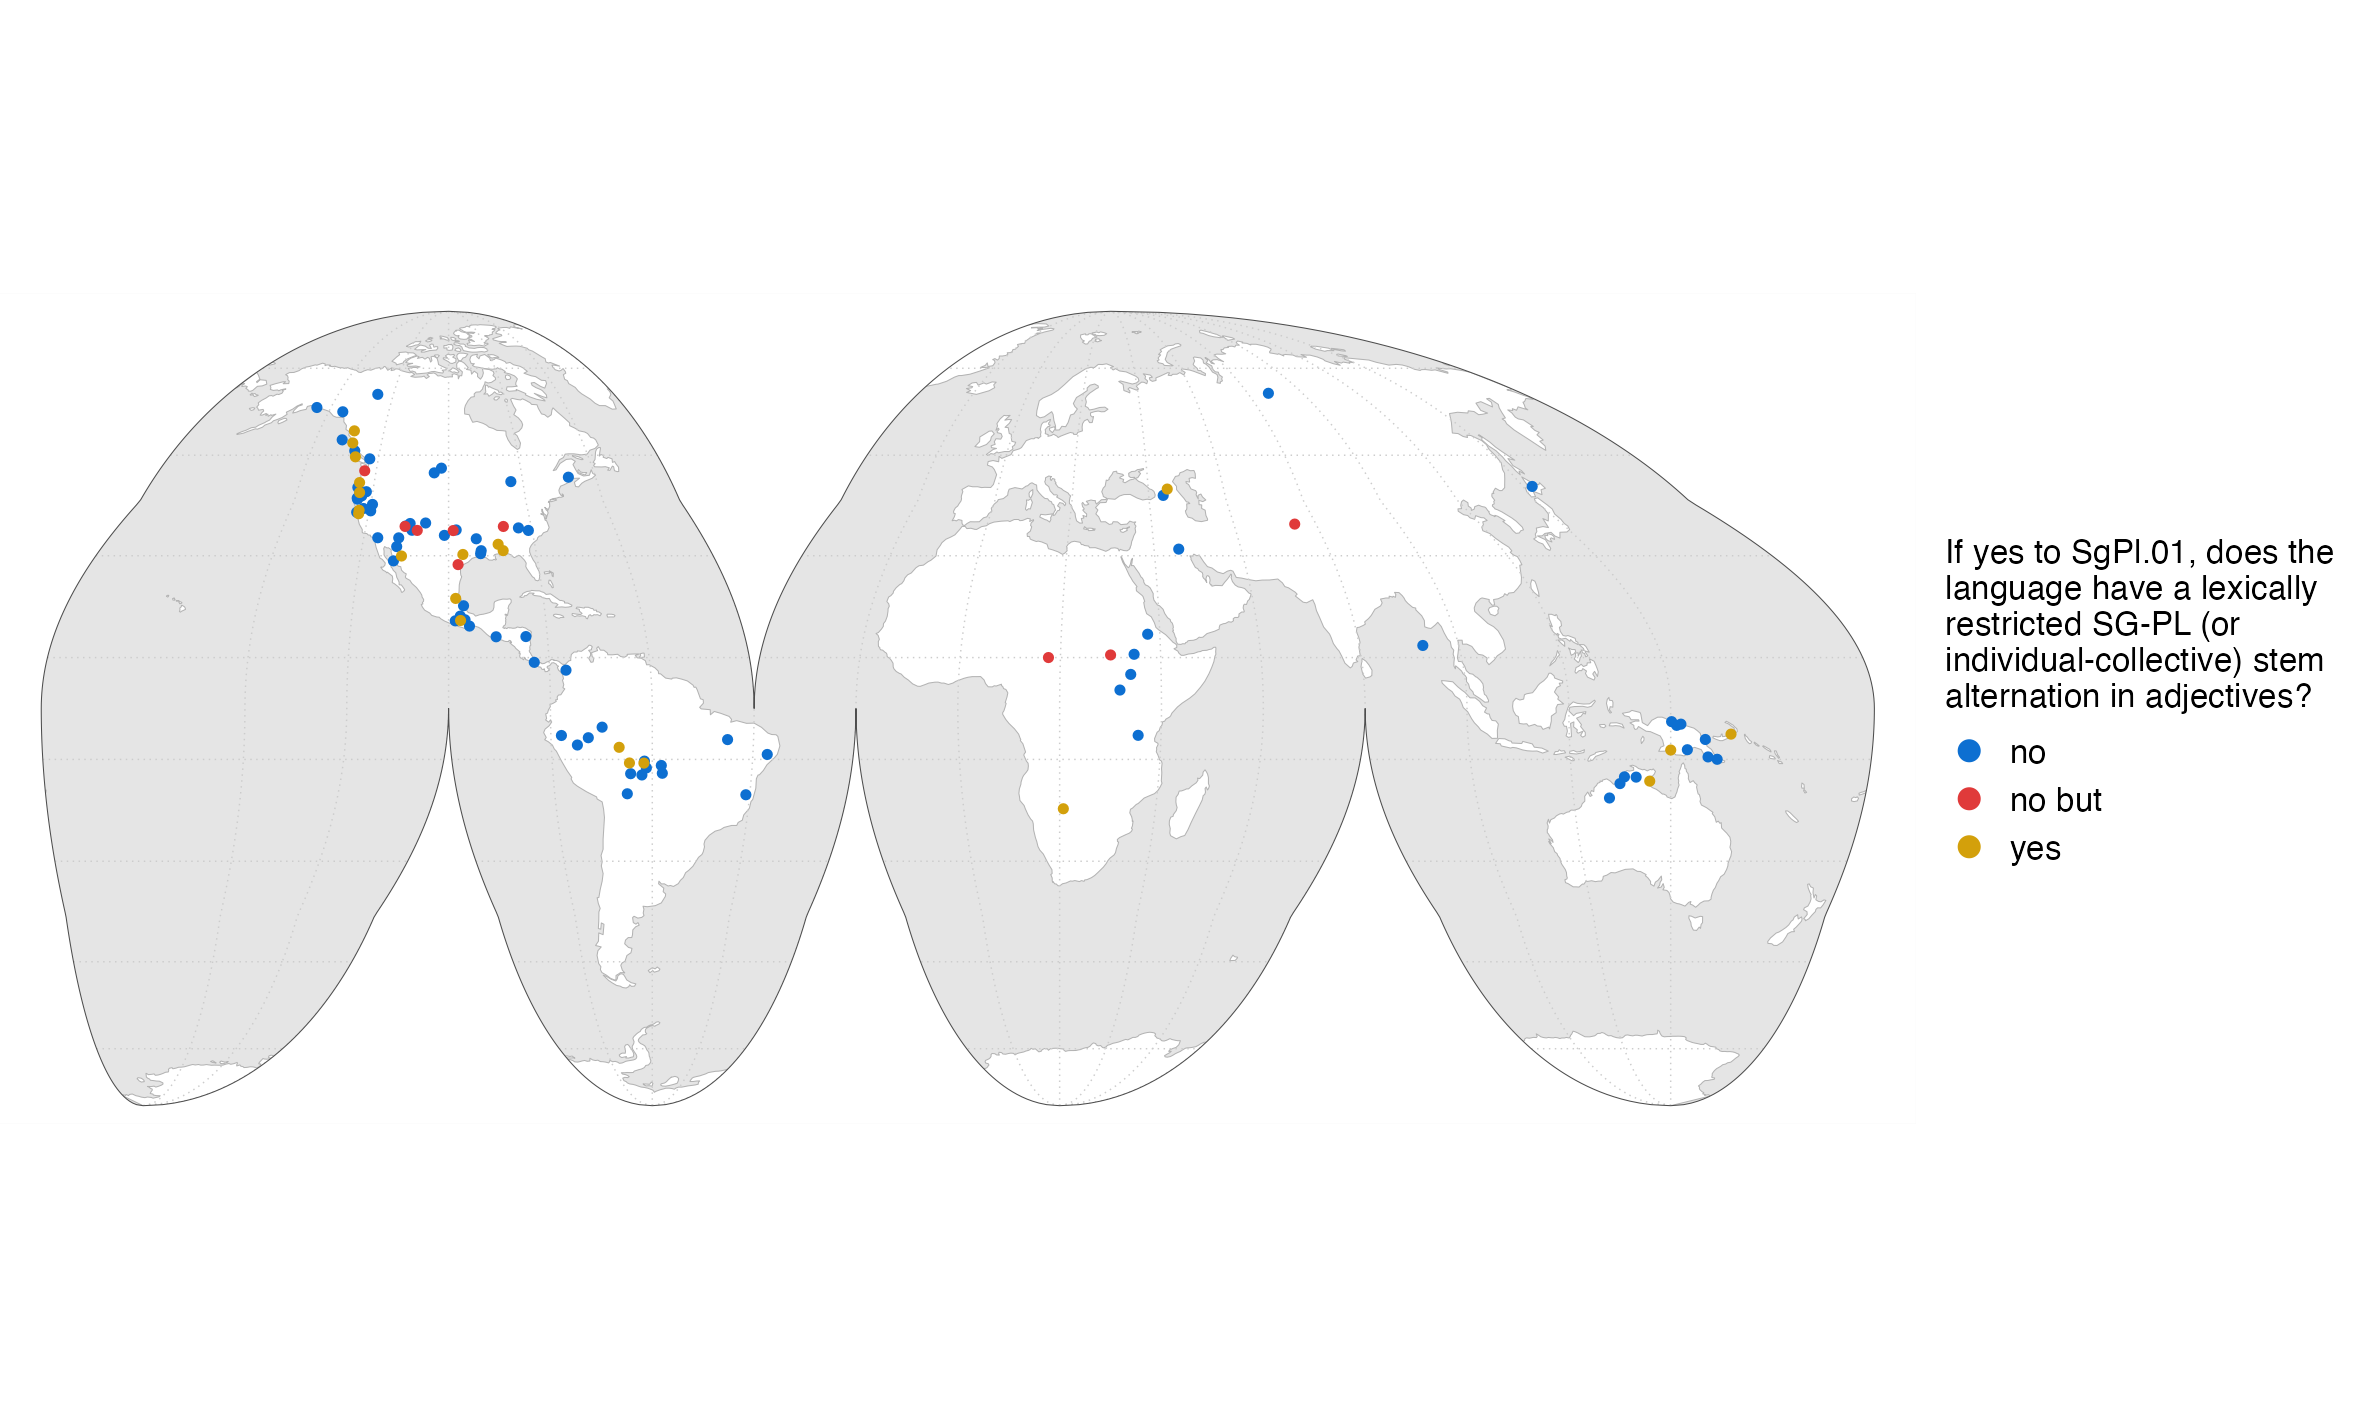 If yes to SgPl.01, does the
language have a lexically
restricted SG-PL (or
individual-collective) stem
alternation in adjectives?
no
no but
yes